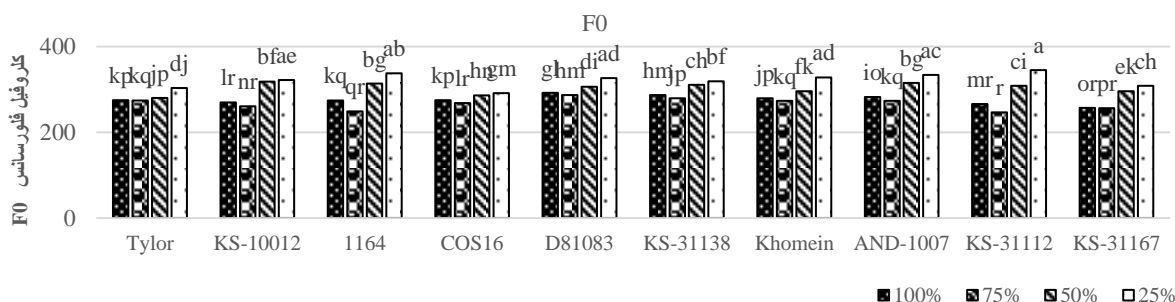 F0
400
200
0
کلروفیل فلورسانس F0
kp kq jp dj
lr nr bf ae
kq qr bg ab
kp lr hn gm
gl hm di ad
hm jp ch bf
jp kq fk ad
io kq bg ac
mr r ci a
or pr ek ch
Tylor KS-10012 1164 COS16 D81083 KS-31138 Khomein AND-1007 KS-31112 KS-31167
100% 75% 50% 25%